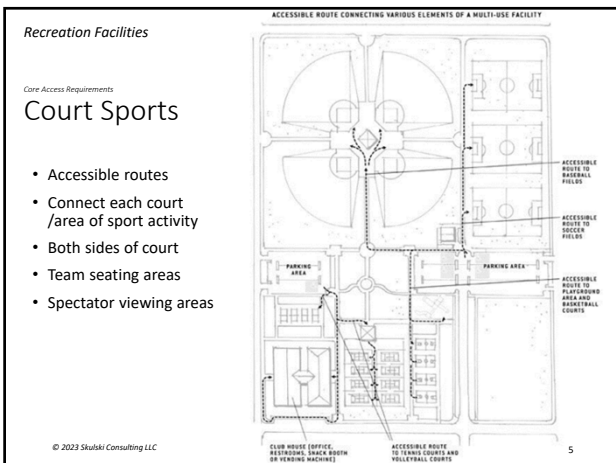 Recreation Facilities
Core Access Requirements
Court Sports
• Accessible routes
• Connect each court
/area of sport activity
• Both sides of court
• Team seating areas
• Spectator viewing areas
© 2023 Skulski Consulting LLC
ACCESSIBLE ROUTE CONNECTING VARIOUS ELEMENTS OF A MULTI-USE FACILITY
ACCESSIBLE
ROUTE TO
BASEBALL
FIELDS
ACCESSIBLE
ROUTE TO
SOCCER
FIELDS
PARKING
AREA
PARKING AREA
ACCESSIBLE
ROUTE TO
PLAYGROUND
AREA AND
BASKETBALL
COURTS
CLUB HOUSE (OFFICE,
RESTROOMS, SNACK BOOTH
OR VENDING MACHINE)
ACCESSIBLE ROUTE
TO TENNIS COURTS AND
VOLLEYBALL COURTS
5